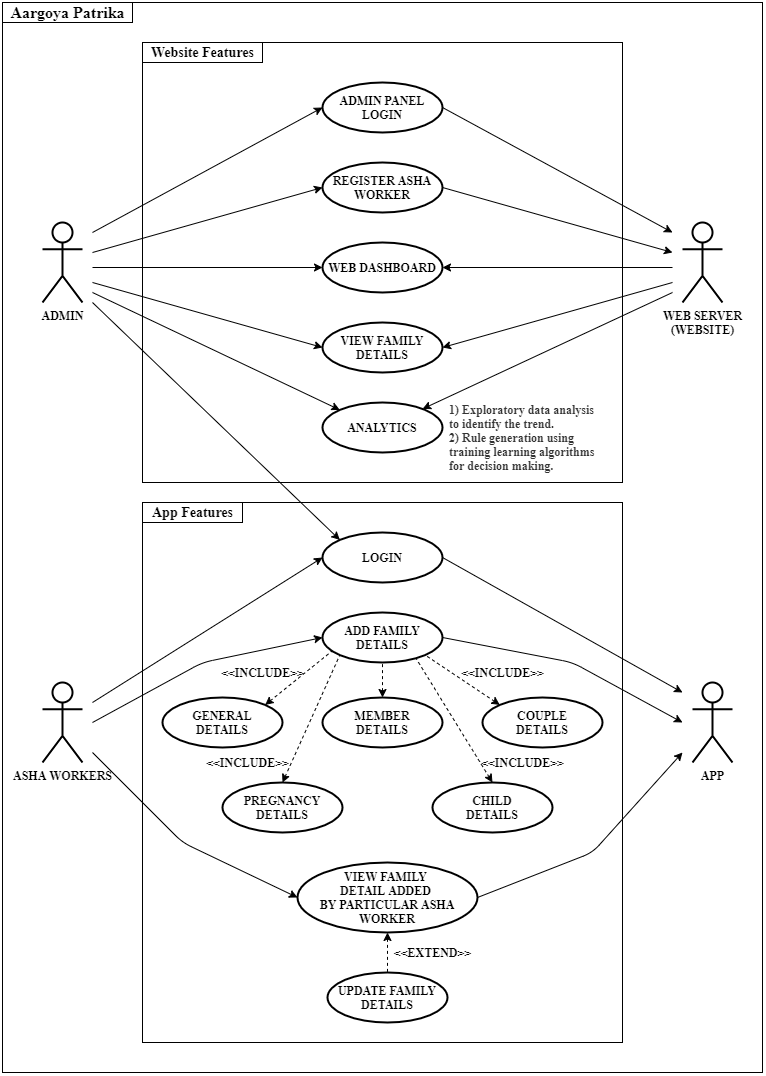 Aargoya Patrika
Website Features
ADMIN PANEL
LOGIN
REGISTER ASHA
WORKER
WEB DASHBOARD
ADMIN
WEB SERVER
(WEBSITE)
VIEW FAMILY
DETAILS
ANALYTICS
1) Exploratory data analysis
to identify the trend.
2) Rule generation using
training learning algorithms
for decision making.
App Features
LOGIN
ADD FAMILY
DETAILS
<<INCLUDE>>
<<INCLUDE>>
GENERAL
DETAILS
MEMBER
DETAILS
COUPLE
DETAILS
ASHA WORKERS
APP
<<INCLUDE>>
<<INCLUDE>>
PREGNANCY
DETAILS
CHILD
DETAILS
VIEW FAMILY
DETAIL ADDED
BY PARTICULAR ASHA
WORKER
<<EXTEND>>
UPDATE FAMILY
DETAILS